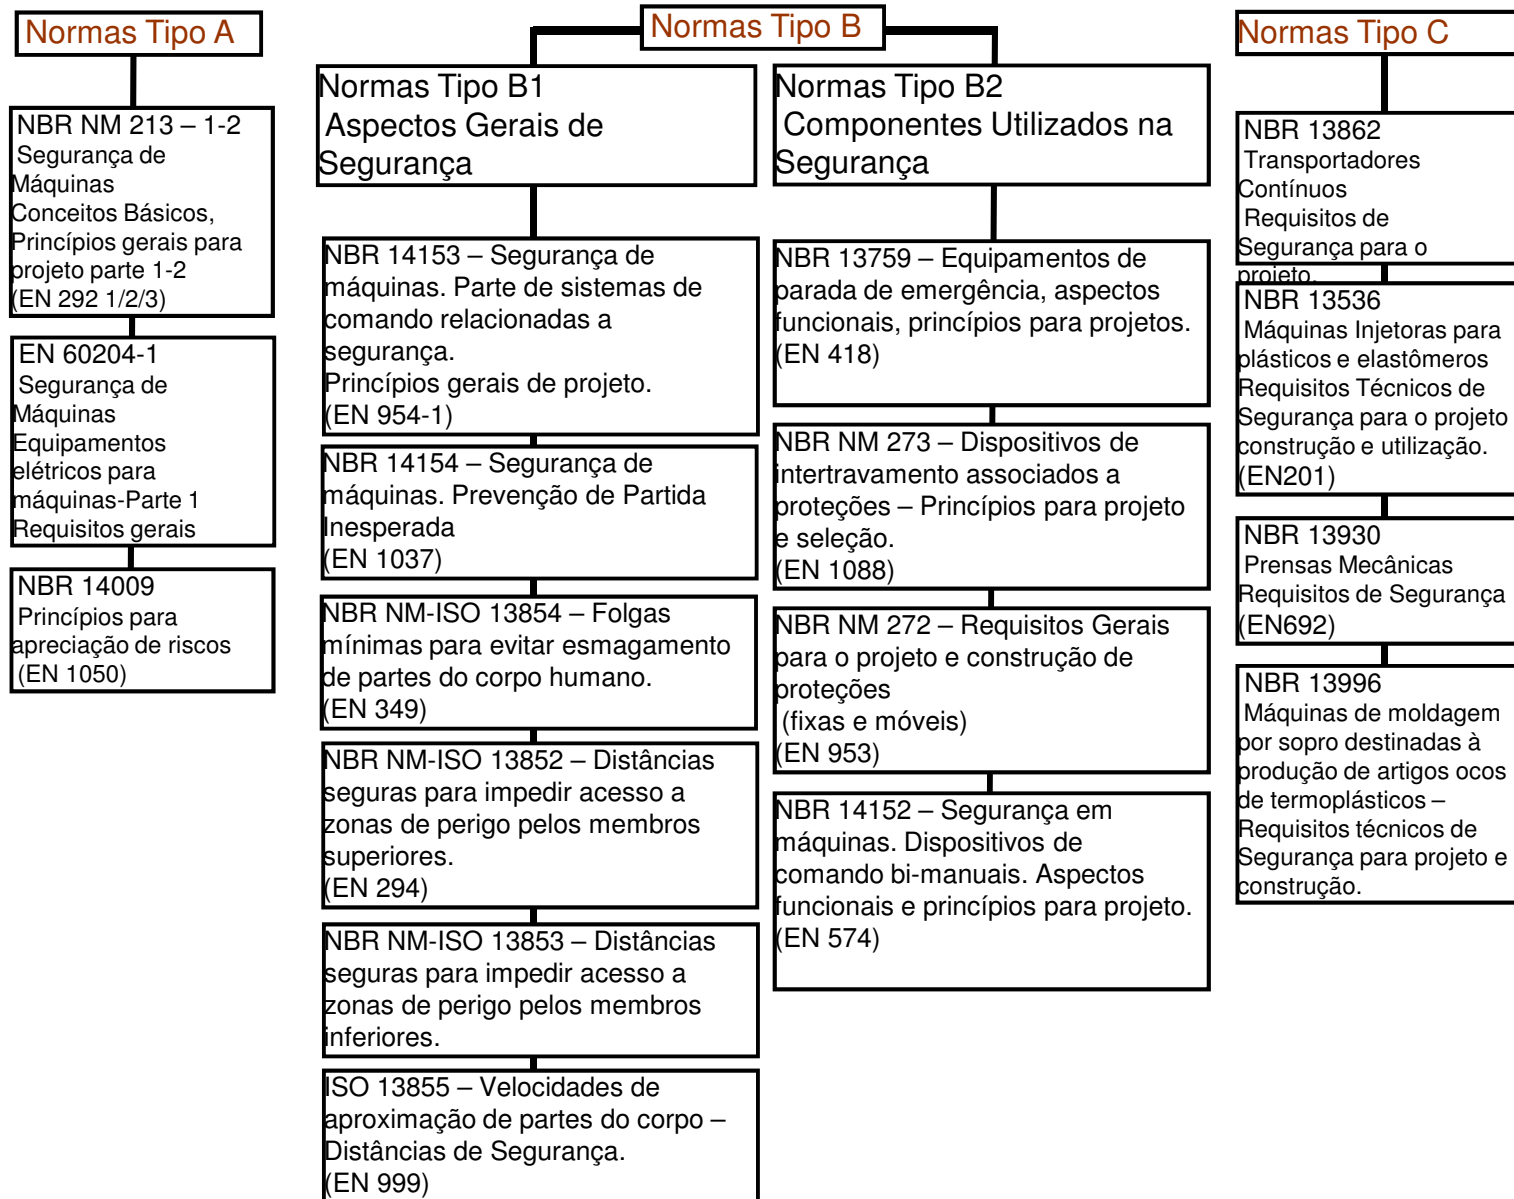 Normas Tipo A
NBR NM 213 – 1-2
Segurança de
Máquinas
Conceitos Básicos,
Princípios gerais para
projeto parte 1-2
(EN 292 1/2/3)
EN 60204-1
Segurança de
Máquinas
Equipamentos
elétricos para
máquinas-Parte 1
Requisitos gerais
NBR 14009
Princípios para
apreciação de riscos
(EN 1050)
Normas Tipo B
Normas Tipo B1
Aspectos Gerais de
Segurança
NBR 14153 – Segurança de
máquinas. Parte de sistemas de
comando relacionadas a
segurança.
Princípios gerais de projeto.
(EN 954-1)
NBR 14154 – Segurança de
máquinas. Prevenção de Partida
Inesperada
(EN 1037)
NBR NM-ISO 13854 – Folgas
mínimas para evitar esmagamento
de partes do corpo humano.
(EN 349)
NBR NM-ISO 13852 – Distâncias
seguras para impedir acesso a
zonas de perigo pelos membros
superiores.
(EN 294)
NBR NM-ISO 13853 – Distâncias
seguras para impedir acesso a
zonas de perigo pelos membros
inferiores.
ISO 13855 – Velocidades de
aproximação de partes do corpo –
Distâncias de Segurança.
(EN 999)
Normas Tipo B2
Componentes Utilizados na
Segurança
NBR 13759 – Equipamentos de
parada de emergência, aspectos
funcionais, princípios para projetos.
(EN 418)
NBR NM 273 – Dispositivos de
intertravamento associados a
proteções – Princípios para projeto
e seleção.
(EN 1088)
NBR NM 272 – Requisitos Gerais
para o projeto e construção de
proteções
(fixas e móveis)
(EN 953)
NBR 14152 – Segurança em
máquinas. Dispositivos de
comando bi-manuais. Aspectos
funcionais e princípios para projeto.
(EN 574)
Normas Tipo C
NBR 13862
Transportadores
Contínuos
Requisitos de
Segurança para o
projeto.
NBR 13536
Máquinas Injetoras para
plásticos e elastômeros
Requisitos Técnicos de
Segurança para o projeto
construção e utilização.
(EN201)
NBR 13930
Prensas Mecânicas
Requisitos de Segurança
(EN692)
NBR 13996
Máquinas de moldagem
por sopro destinadas à
produção de artigos ocos
de termoplásticos –
Requisitos técnicos de
Segurança para projeto e
construção.